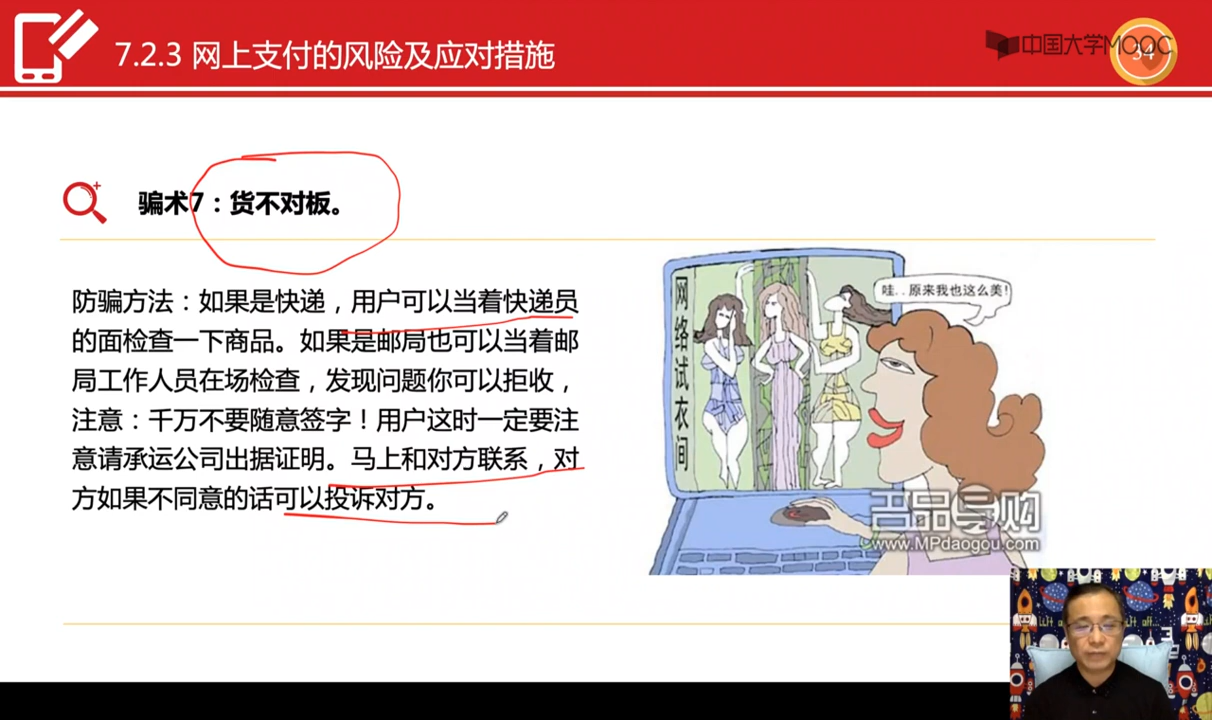 7.2.3 网上支付的风险及应对措施
中国大学MOOC
34
骗术7：货不对板。
防骗方法：如果是快递，用户可以当着快递员
的面检查一下商品。如果是邮局也可以当着邮
局工作人员在场检查，发现问题你可以拒收，
注意：千万不要随意签字！用户这时一定要注
意请承运公司出据证明。马上和对方联系，对
方如果不同意的话可以投诉对方。
网络试衣间
哇..原来我也这么美!
名品导购
www.MPdaogou.com